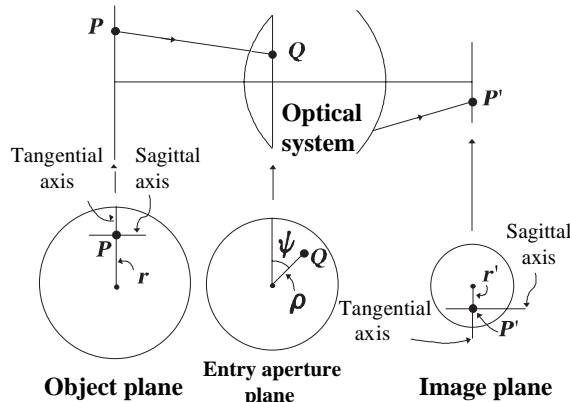 P
Q
Optical
system
P'
Tangential
axis
Sagittal
axis
P
r
ψ
Q
ρ
r'
Sagittal
axis
Tangential
axis
P'
Object plane
Entry aperture
plane
Image plane